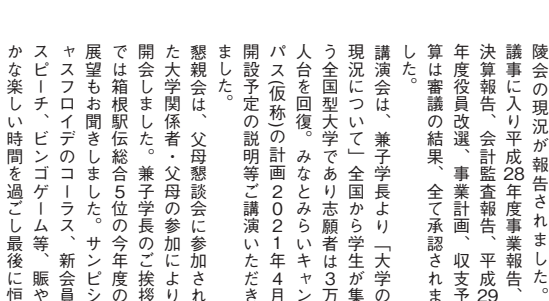 陵会の現況が報告されました。
議事に入り平成28年度事業報告、
決算報告、会計監査報告、平成29
年度役員改選、事業計画、収支予
算は審議の結果、全て承認されま
した。
講演会は、兼子学長より「大学の
現況について」全国から学生が集
う全国型大学であり志願者は3万
人台を回復。みなとみらいキャン
パス(仮称)の計画2021年4月
開設予定の説明等ご講演いただき
ました。
懇親会は、父母懇談会に参加され
た大学関係者・父母の参加により
開会しました。兼子学長のご挨拶
では箱根駅伝総合5位の今年度の
展望もお聞きしました。サンピシ
ャスフロイデのコーラス、新会員
スピーチ、ビンゴゲーム等、賑や
かな楽しい時間を過ごし最後に恒